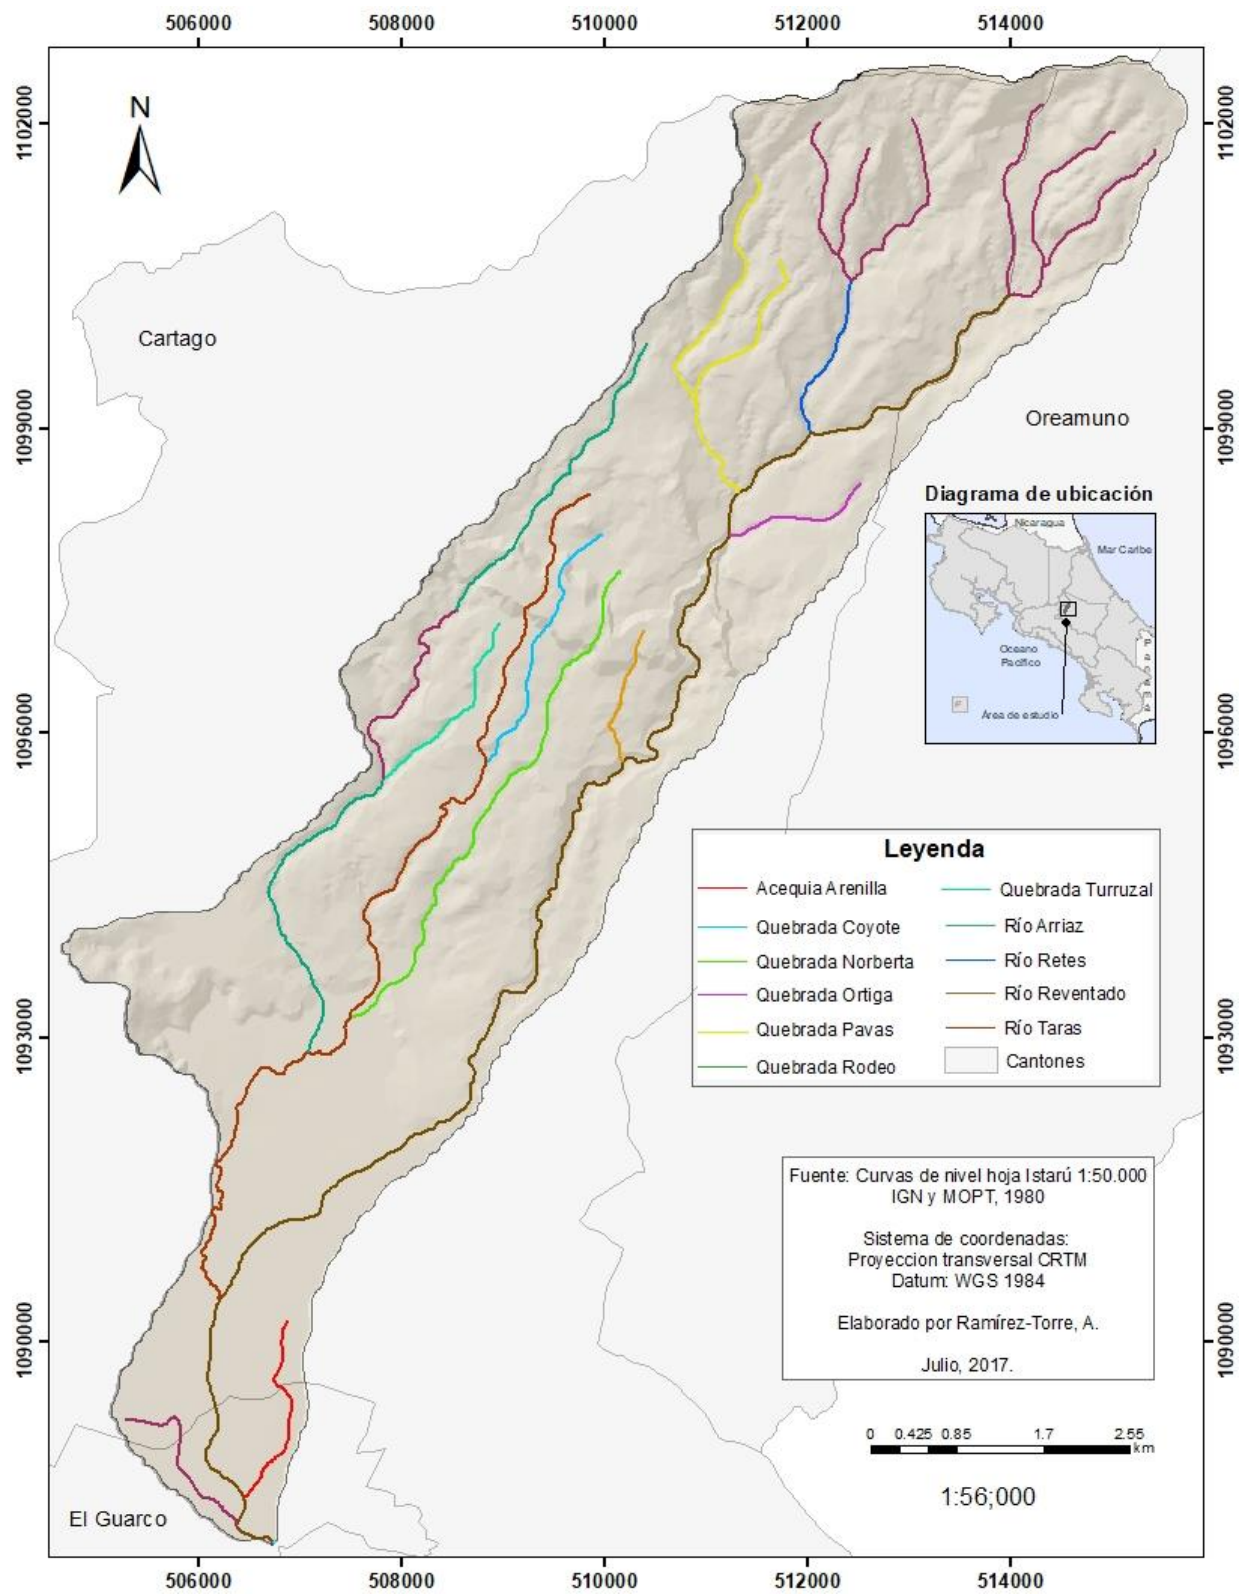 506000 508000 510000 512000 514000
N
1102000 1102000
Cartago
1099000 1099000
Oreamuno
Diagrama de ubicación
Nicaragua
Mar Caribe
Oceano
Pacífico
Panamá
Área de estudio
1096000 1096000
Leyenda
Acequia Arenilla
Quebrada Coyote
Quebrada Norberta
Quebrada Ortiga
Quebrada Pavas
Quebrada Rodeo
Quebrada Turruzal
Río Arriaz
Río Retes
Río Reventado
Río Taras
Cantones
1093000 1093000
Fuente: Curvas de nivel hoja Istarú 1:50.000
IGN y MOPT, 1980
Sistema de coordenadas:
Proyeccion transversal CRTM
Datum: WGS 1984
Elaborado por Ramírez-Torre, A.
Julio, 2017.
1090000 1090000
0 0.425 0.85 1.7 2.55
km
1:56;000
El Guarco
506000 508000 510000 512000 514000